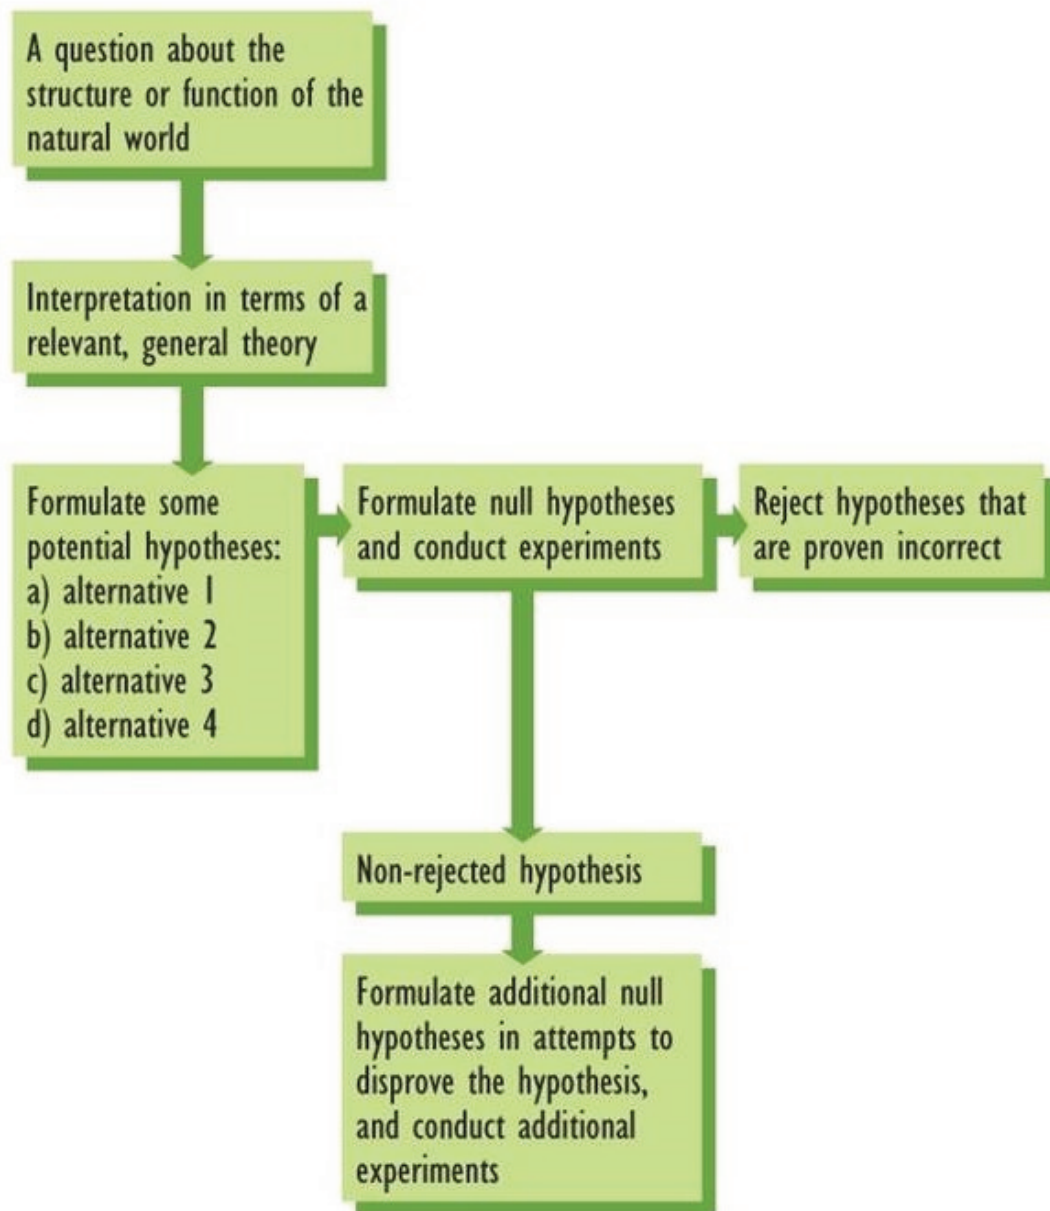 A question about the
structure or function of the
natural world
Interpretation in terms of a
relevant, general theory
Formulate some
potential hypotheses:
a) alternative 1
b) alternative 2
c) alternative 3
d) alternative 4
Formulate null hypotheses
and conduct experiments
Reject hypotheses that
are proven incorrect
Non-rejected hypothesis
Formulate additional null
hypotheses in attempts to
disprove the hypothesis,
and conduct additional
experiments